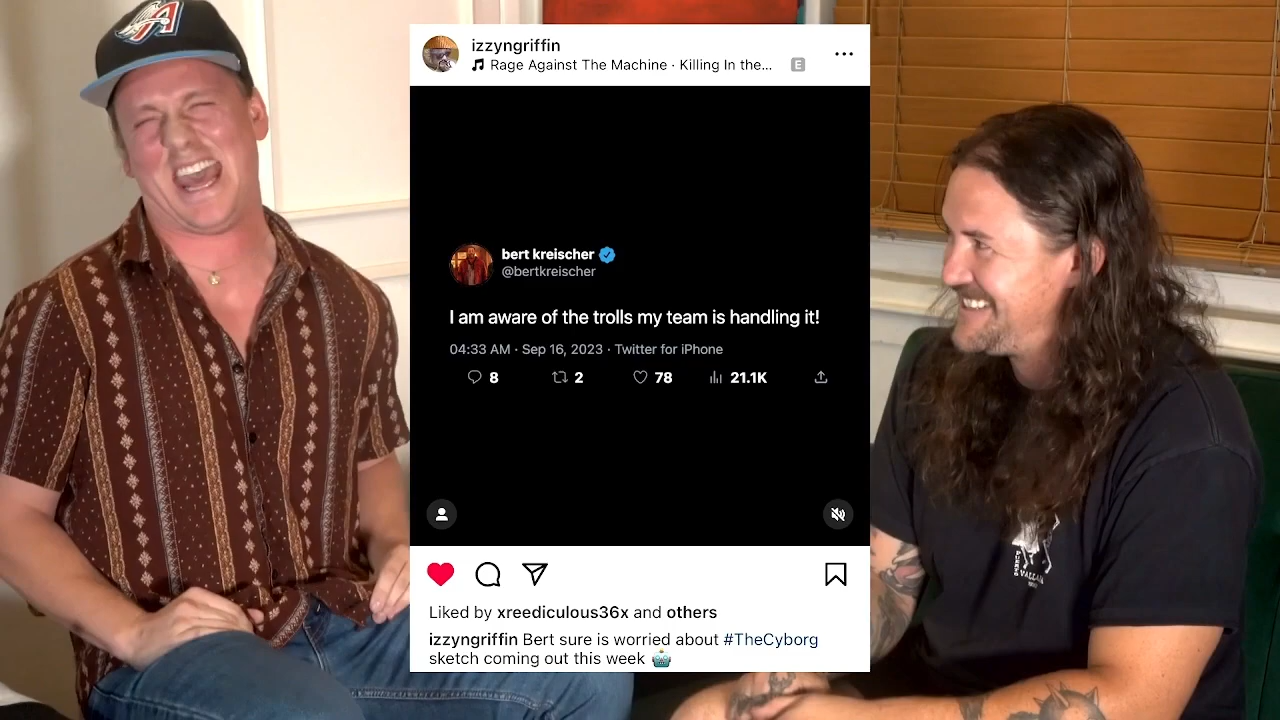 izzyngriffin
Rage Against The Machine · Killing In the...
E
bert kreischer
@bertkreischer
I am aware of the trolls my team is handling it!
04:33 AM · Sep 16, 2023 · Twitter for iPhone
8 2 78 21.1K
Liked by xreediculous36x and others
izzyngriffin Bert sure is worried about #TheCyborg
sketch coming out this week 🤖
A